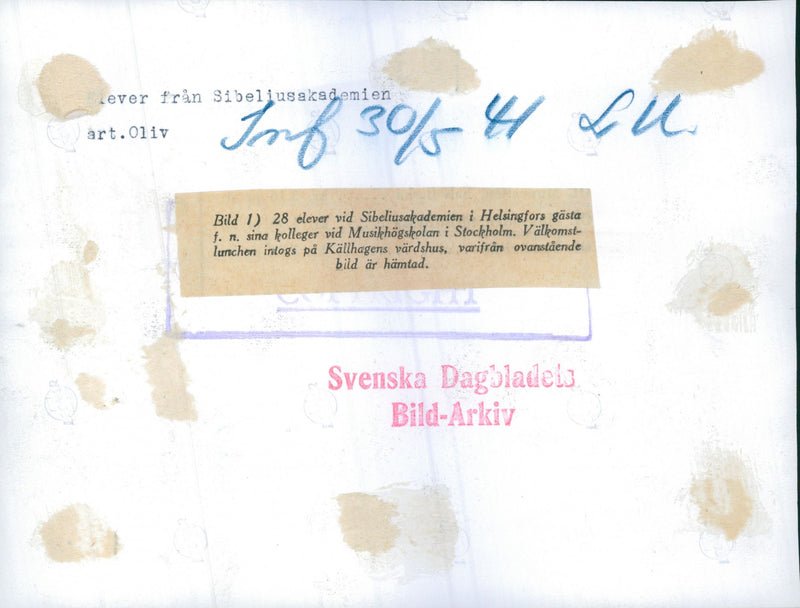 Elever från Sibeliusakademien
art.Oliv
Inf 30/5 41
Bild 1) 28 elever vid Sibeliusakademien i Helsingfors gästa
f. n. sina kolleger vid Musikhögskolan i Stockholm. Välkomst-
lunchen intogs på Källhagens värdshus, varifrån ovanstående
bild är hämtad.
COPYRIGHT
Svenska Dagbladets
Bild-Arkiv